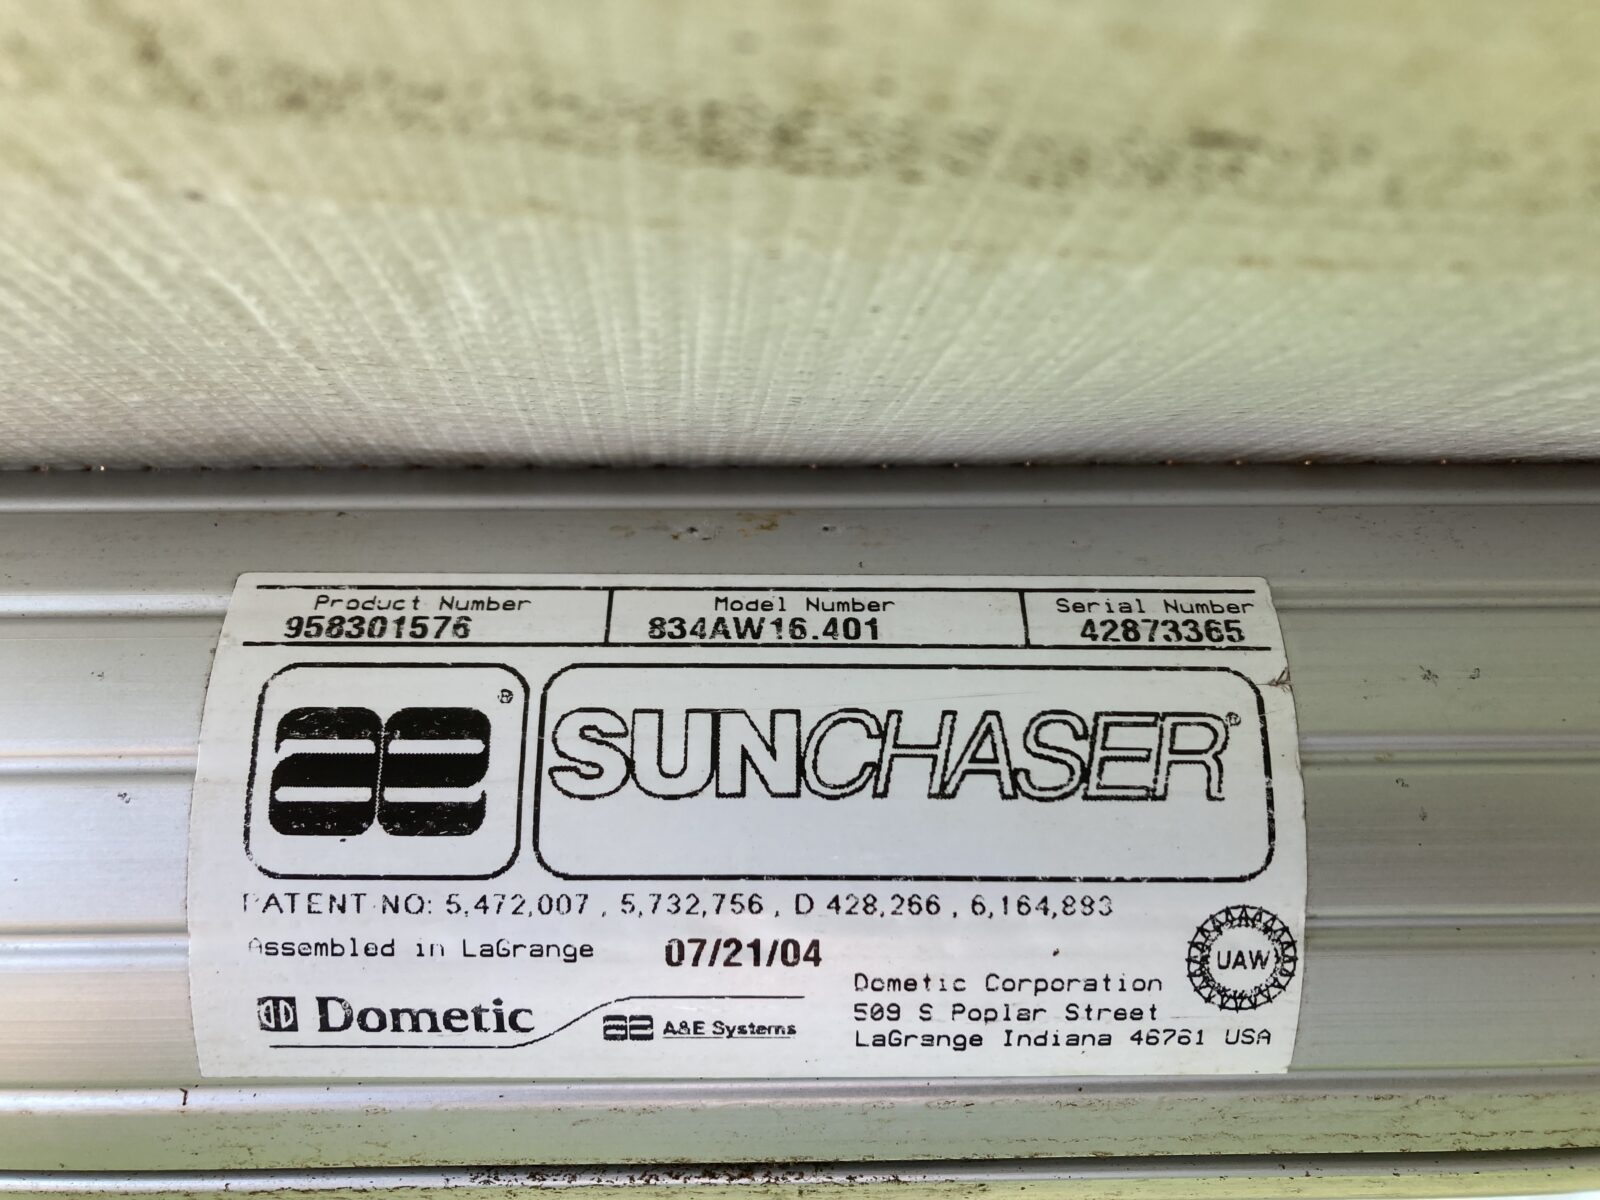 Product Number Model Number Serial Number
958301576 834AW16.401 42873365
®
SUNCHASER®
PATENT NO: 5,472,007 , 5,732,756 , D 428,266 , 6,164,883
Assembled in LaGrange 07/21/04
UAW
Dometic Corporation
Dometic A&E Systems 509 S Poplar Street
LaGrange Indiana 46761 USA